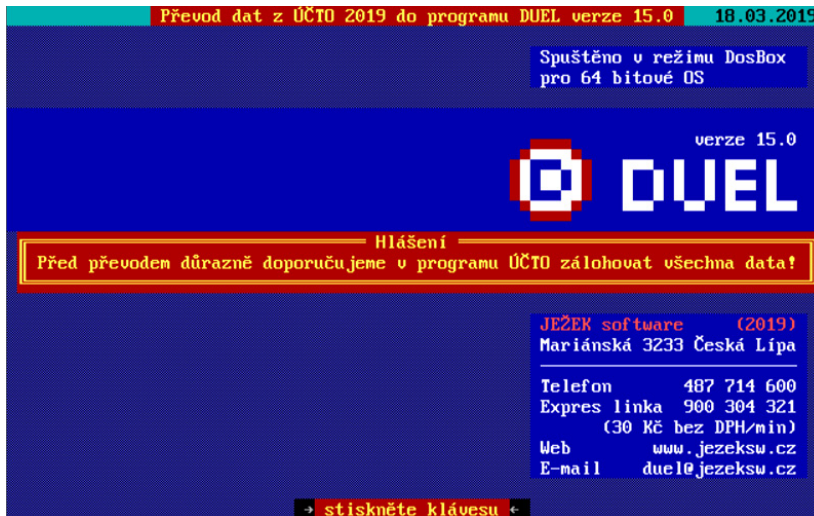 Převod dat z ÚČTO 2019 do programu DUEL verze 15.0 18.03.2019
Spuštěno v režimu DosBox
pro 64 bitové OS
verze 15.0
DUEL
Hlášení
Před převodem důrazně doporučujeme v programu ÚČTO zálohovat všechna data!
JEŽEK software (2019)
Mariánská 3233 Česká Lípa
Telefon 487 714 600
Expres linka 900 304 321
(30 Kč bez DPH/min)
Web www.jezeksw.cz
E-mail duel@jezeksw.cz
→ stiskněte klávesu ←